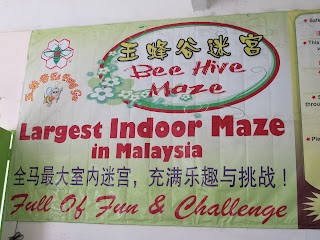 玉蜂谷迷宫
Bee Hive
Maze
Largest Indoor Maze
in Malaysia
全马最大室内迷宫，充满乐趣与挑战！
Full Of Fun & Challenge